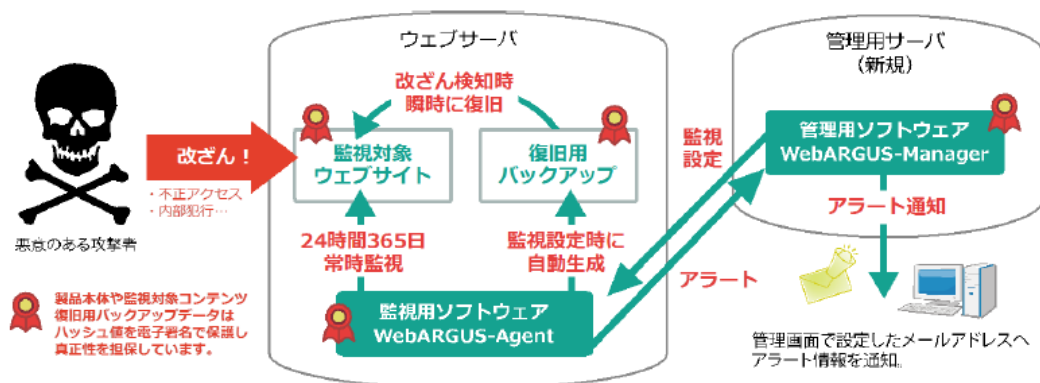 ウェブサーバ
管理用サーバ
（新規）
改ざん検知時
瞬時に復旧
改ざん！
・不正アクセス
・内部犯行…
悪意のある攻撃者
監視対象
ウェブサイト
復旧用
バックアップ
監視
設定
管理用ソフトウェア
WebARGUS-Manager
アラート通知
24時間365日
常時監視
監視設定時に
自動生成
アラート
監視用ソフトウェア
WebARGUS-Agent
製品本体や監視対象コンテンツ
復旧用バックアップデータは
ハッシュ値を電子署名で保護し
真正性を担保しています。
管理画面で設定したメールアドレスへ
アラート情報を通知。